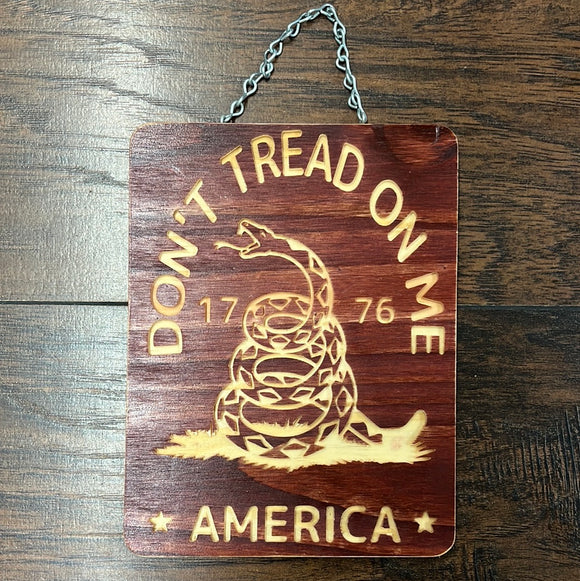 DON'T TREAD ON ME
17 76
★ AMERICA ★